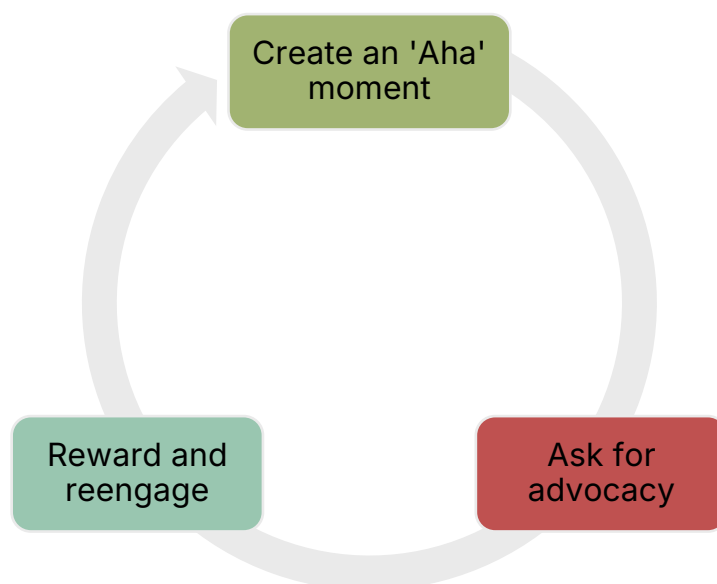 Create an 'Aha'
moment
Ask for
advocacy
Reward and
reengage